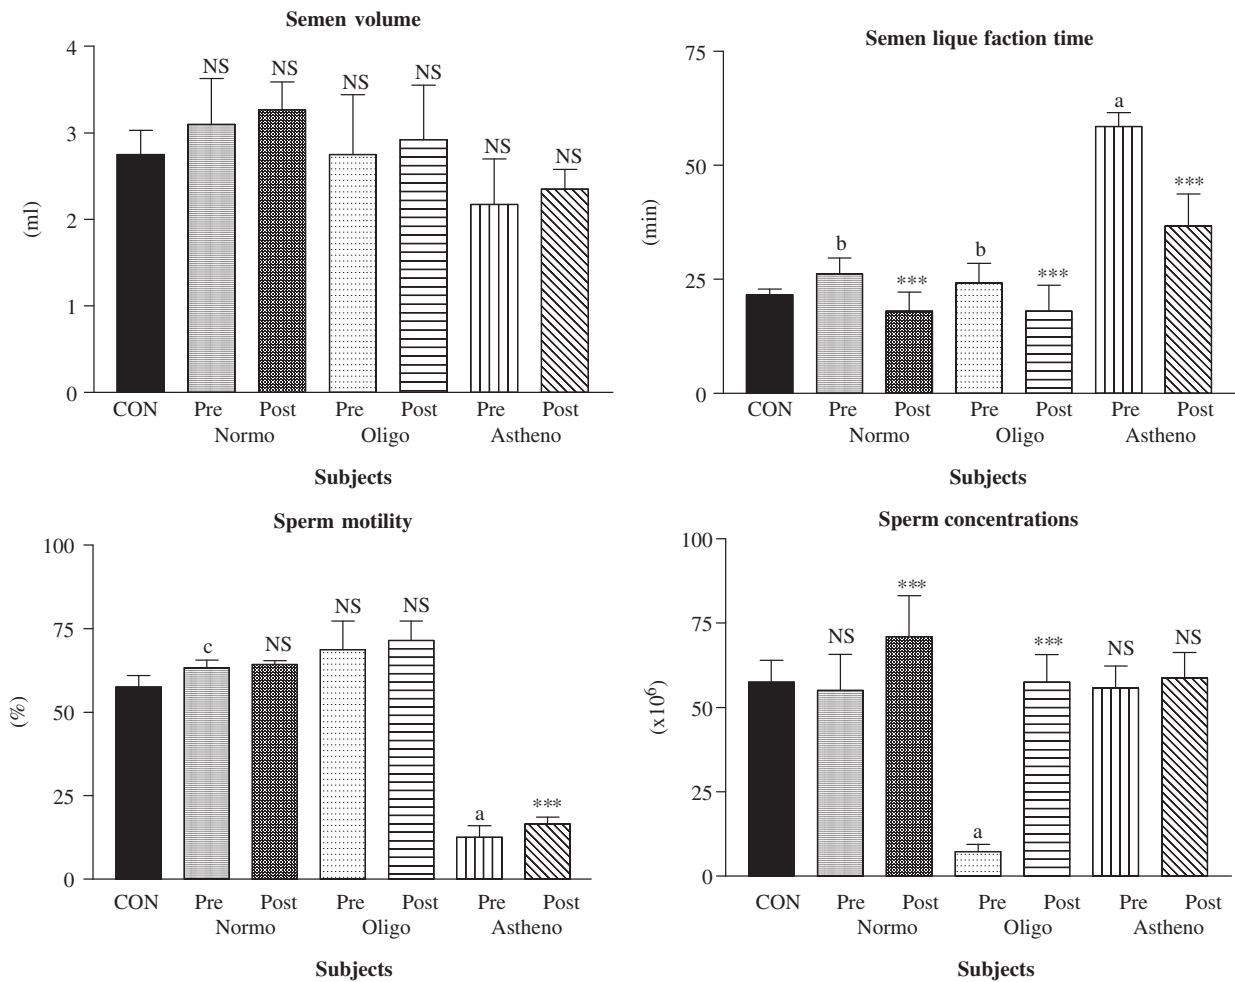 Semen volume
4
3
2
1
0
(ml)
NS
NS
NS
NS
NS
NS
CON Pre Post Pre Post Pre Post
Normo Oligo Astheno
Subjects
Semen lique faction time
75
50
25
0
(min)
b
***
b
***
a
***
CON Pre Post Pre Post Pre Post
Normo Oligo Astheno
Subjects
Sperm motility
100
75
50
25
0
(%)
c
NS
NS
NS
a
***
CON Pre Post Pre Post Pre Post
Normo Oligo Astheno
Subjects
Sperm concentrations
100
75
50
25
0
(x10⁶)
NS
***
a
***
NS
NS
CON Pre Post Pre Post Pre Post
Normo Oligo Astheno
Subjects